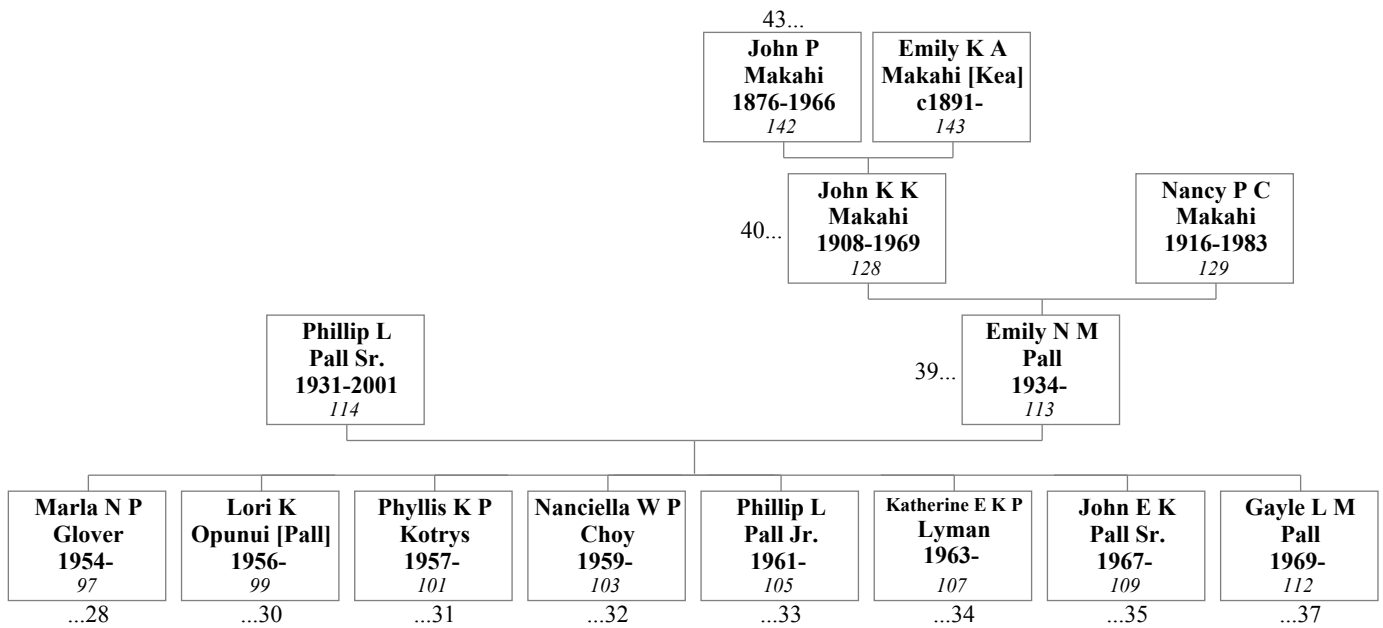 43...
John P
Makahi
1876-1966
142
Emily K A
Makahi [Kea]
c1891-
143
40...
John K K
Makahi
1908-1969
128
Nancy P C
Makahi
1916-1983
129
Phillip L
Pall Sr.
1931-2001
114
39...
Emily N M
Pall
1934-
113
Marla N P
Glover
1954-
97
...28
Lori K
Opunui [Pall]
1956-
99
...30
Phyllis K P
Kotrys
1957-
101
...31
Nanciella W P
Choy
1959-
103
...32
Phillip L
Pall Jr.
1961-
105
...33
Katherine E K P
Lyman
1963-
107
...34
John E K
Pall Sr.
1967-
109
...35
Gayle L M
Pall
1969-
112
...37